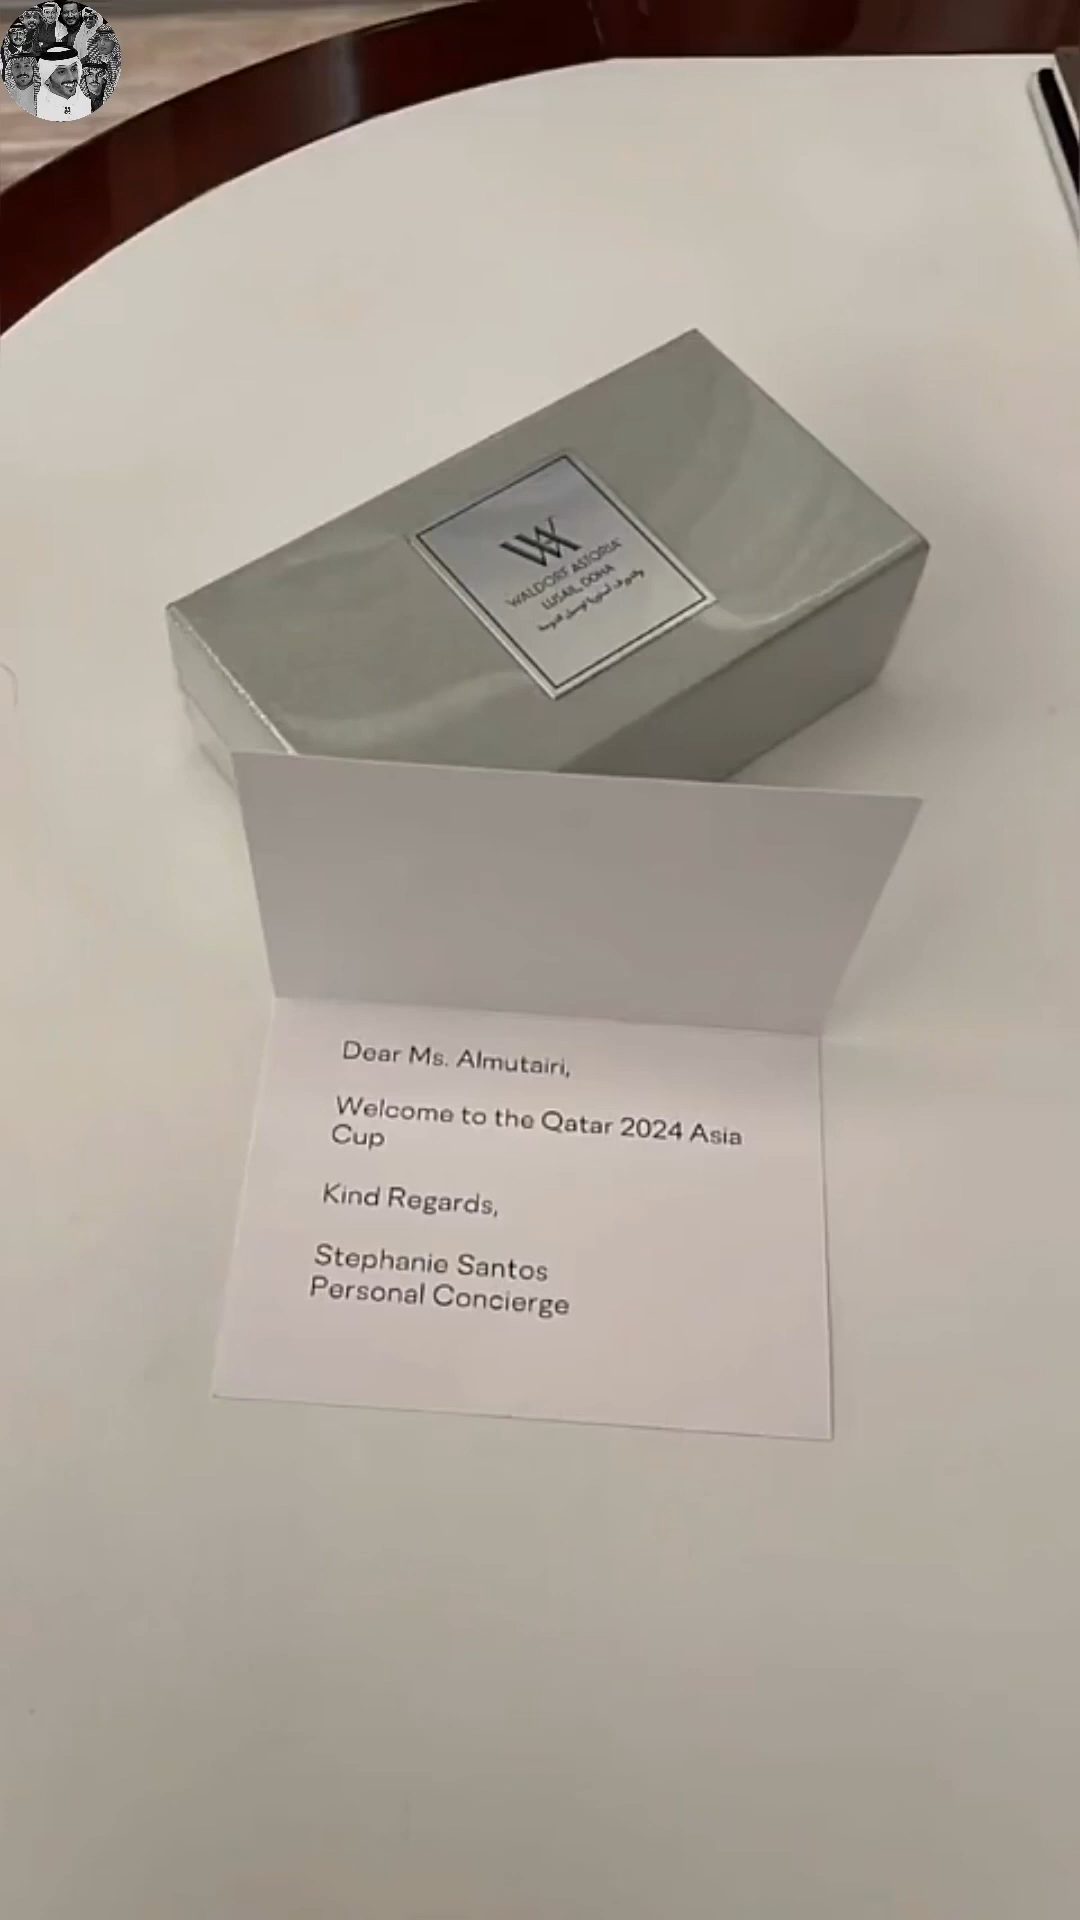 WALDORF ASTORIA
LUSAIL, DOHA
والدورف أستوريا لوسيل الدوحة
Dear Ms. Almutairi,
Welcome to the Qatar 2024 Asia
Cup
Kind Regards,
Stephanie Santos
Personal Concierge